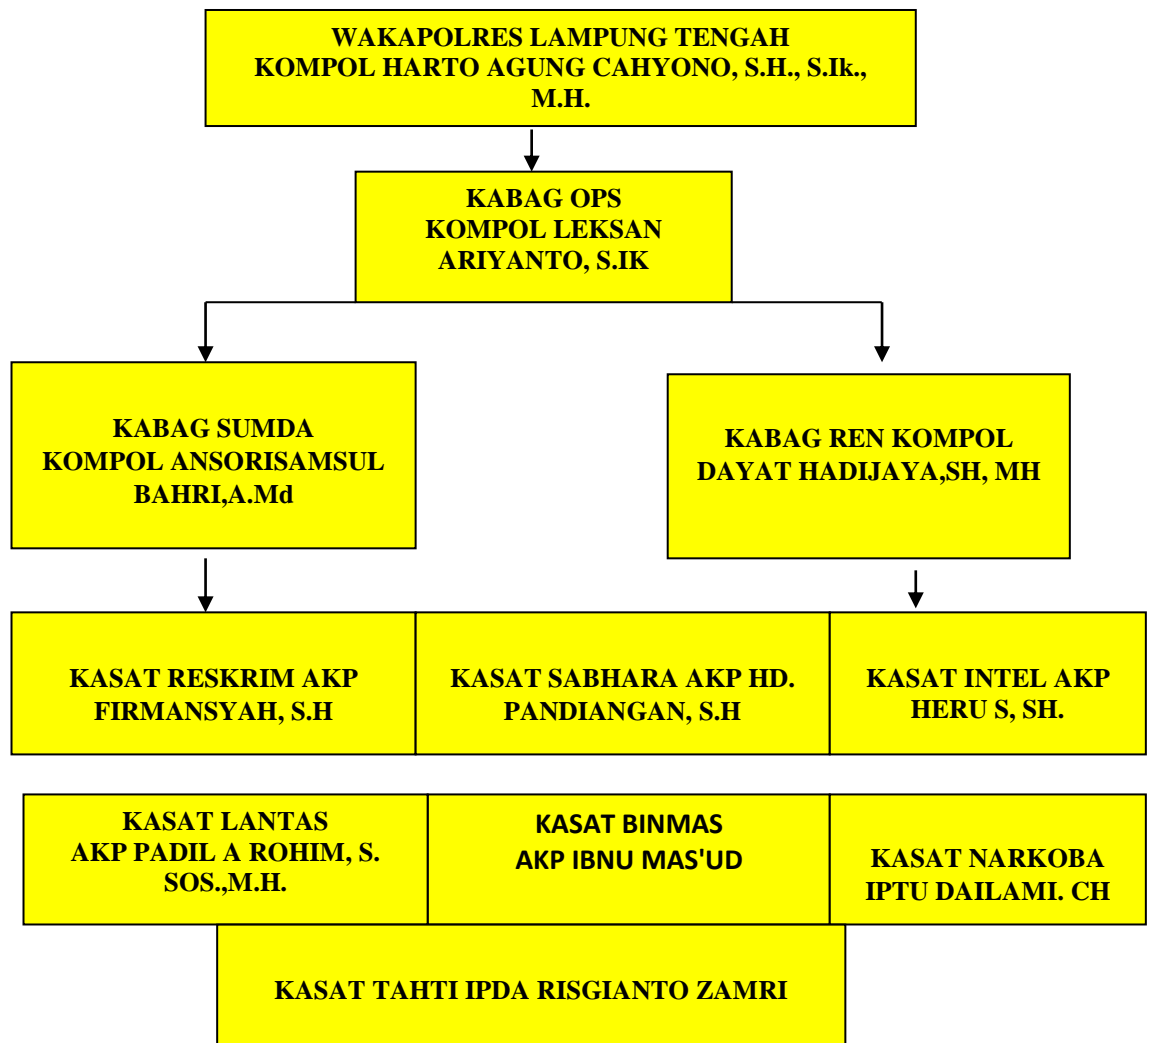 WAKAPOLRES LAMPUNG TENGAH
KOMPOL HARTO AGUNG CAHYONO, S.H., S.Ik.,
M.H.
KABAG OPS
KOMPOL LEKSAN
ARIYANTO, S.IK
KABAG SUMDA
KOMPOL ANSORISAMSUL
BAHRI,A.Md
KABAG REN KOMPOL
DAYAT HADIJAYA,SH, MH
KASAT RESKRIM AKP
FIRMANSYAH, S.H
KASAT SABHARA AKP HD.
PANDIANGAN, S.H
KASAT INTEL AKP
HERU S, SH.
KASAT LANTAS
AKP PADIL A ROHIM, S.
SOS.,M.H.
KASAT BINMAS
AKP IBNU MAS'UD
KASAT NARKOBA
IPTU DAILAMI. CH
KASAT TAHTI IPDA RISGIANTO ZAMRI